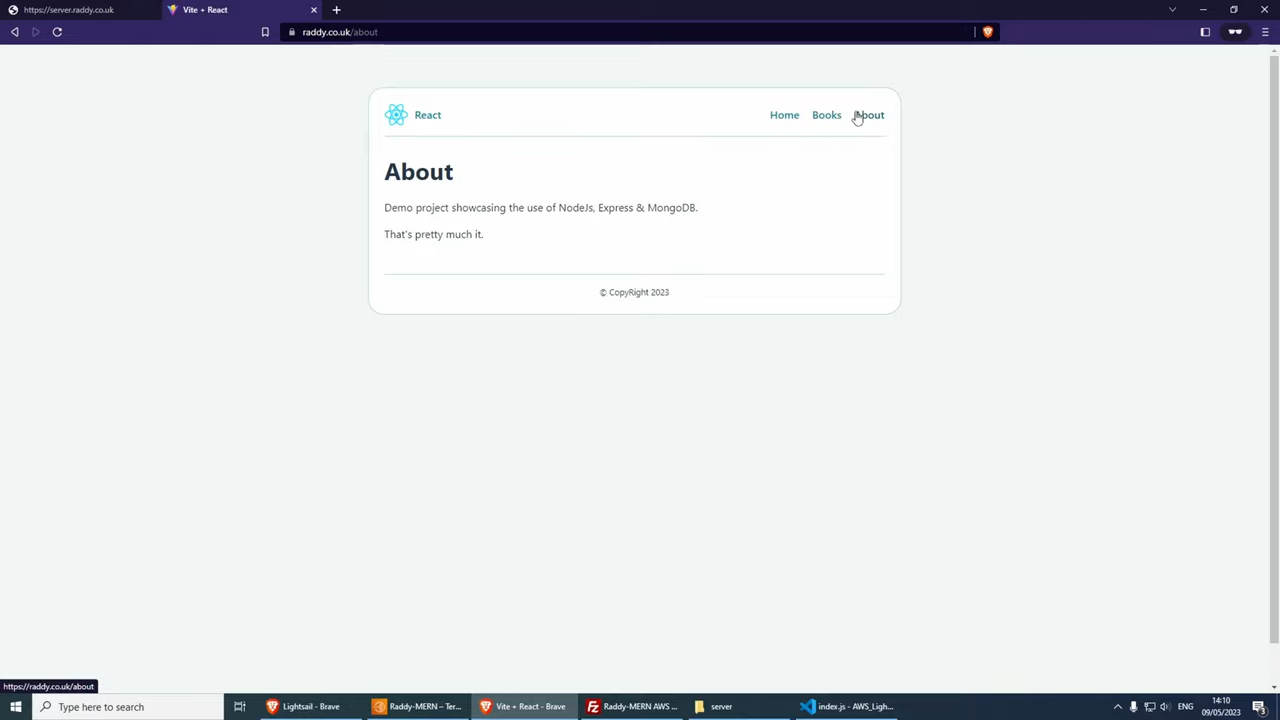 https://server.raddy.co.uk
Vite + React
raddy.co.uk/about
React
Home Books About
About
Demo project showcasing the use of NodeJs, Express & MongoDB.
That's pretty much it.
© CopyRight 2023
https://raddy.co.uk/about
Type here to search
Lightsail - Brave
Raddy-MERN – Ter...
Vite + React - Brave
Raddy-MERN AWS ...
server
index.js - AWS_Ligh...
ENG
14:10
09/05/2023